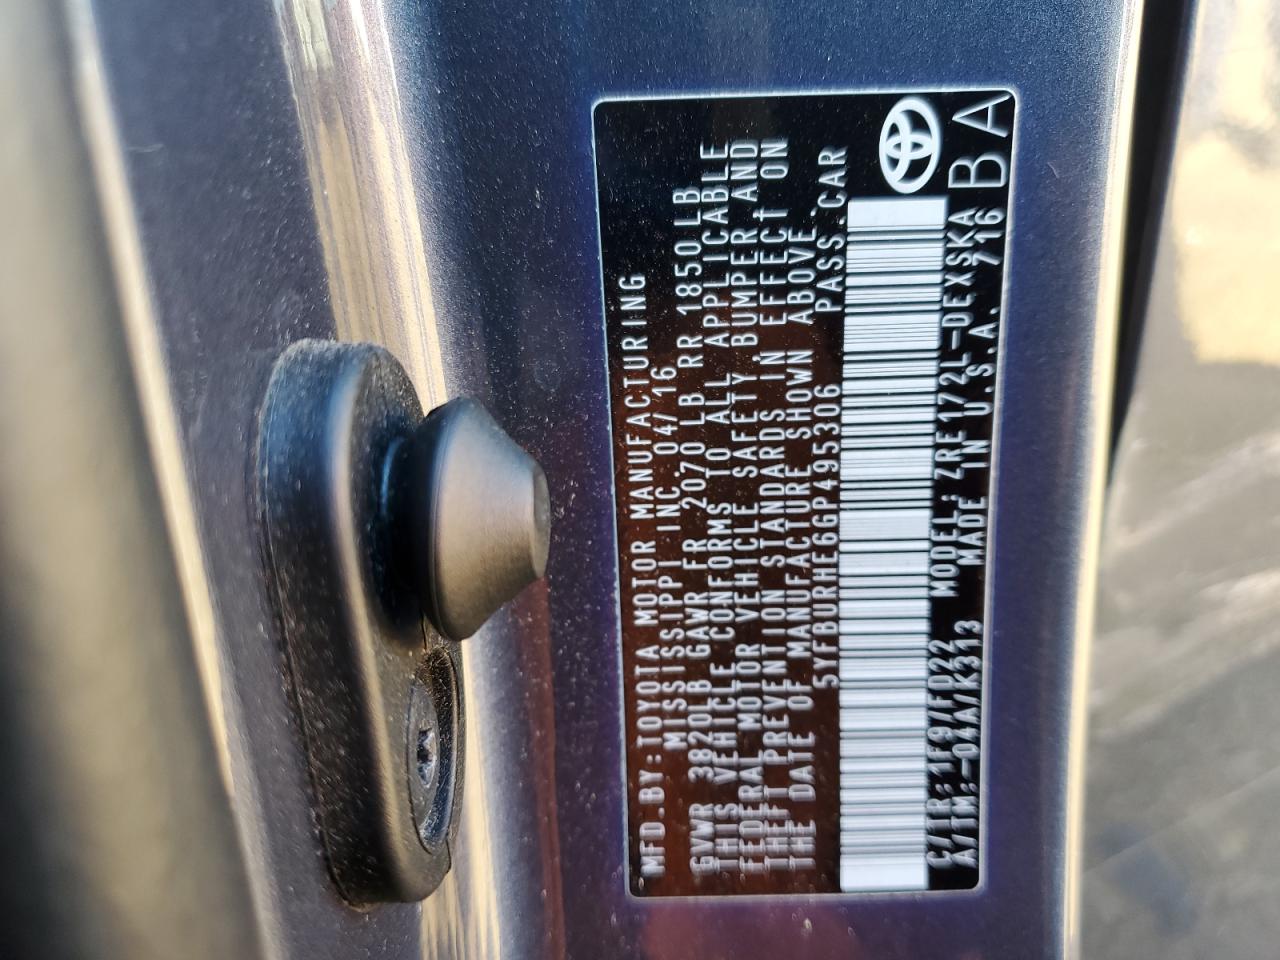 MFD.BY:TOYOTA MOTOR MANUFACTURING
MISSISSIPPI INC 04/16
GVWR 3820LB GAWR FR 2070 LB RR 1850LB
THIS VEHICLE CONFORMS TO ALL APPLICABLE
FEDERAL MOTOR VEHICLE SAFETY,BUMPER,AND
THEFT PREVENTION STANDARDS IN EFFECT ON
THE DATE OF MANUFACTURE SHOWN ABOVE.
5YFBURHE6GP495306 PASS.CAR
C/TR:1F9/FD22 MODEL:ZRE172L-DEXSKA
A/TM:-04A/K313 MADE IN U.S.A. 716
BA